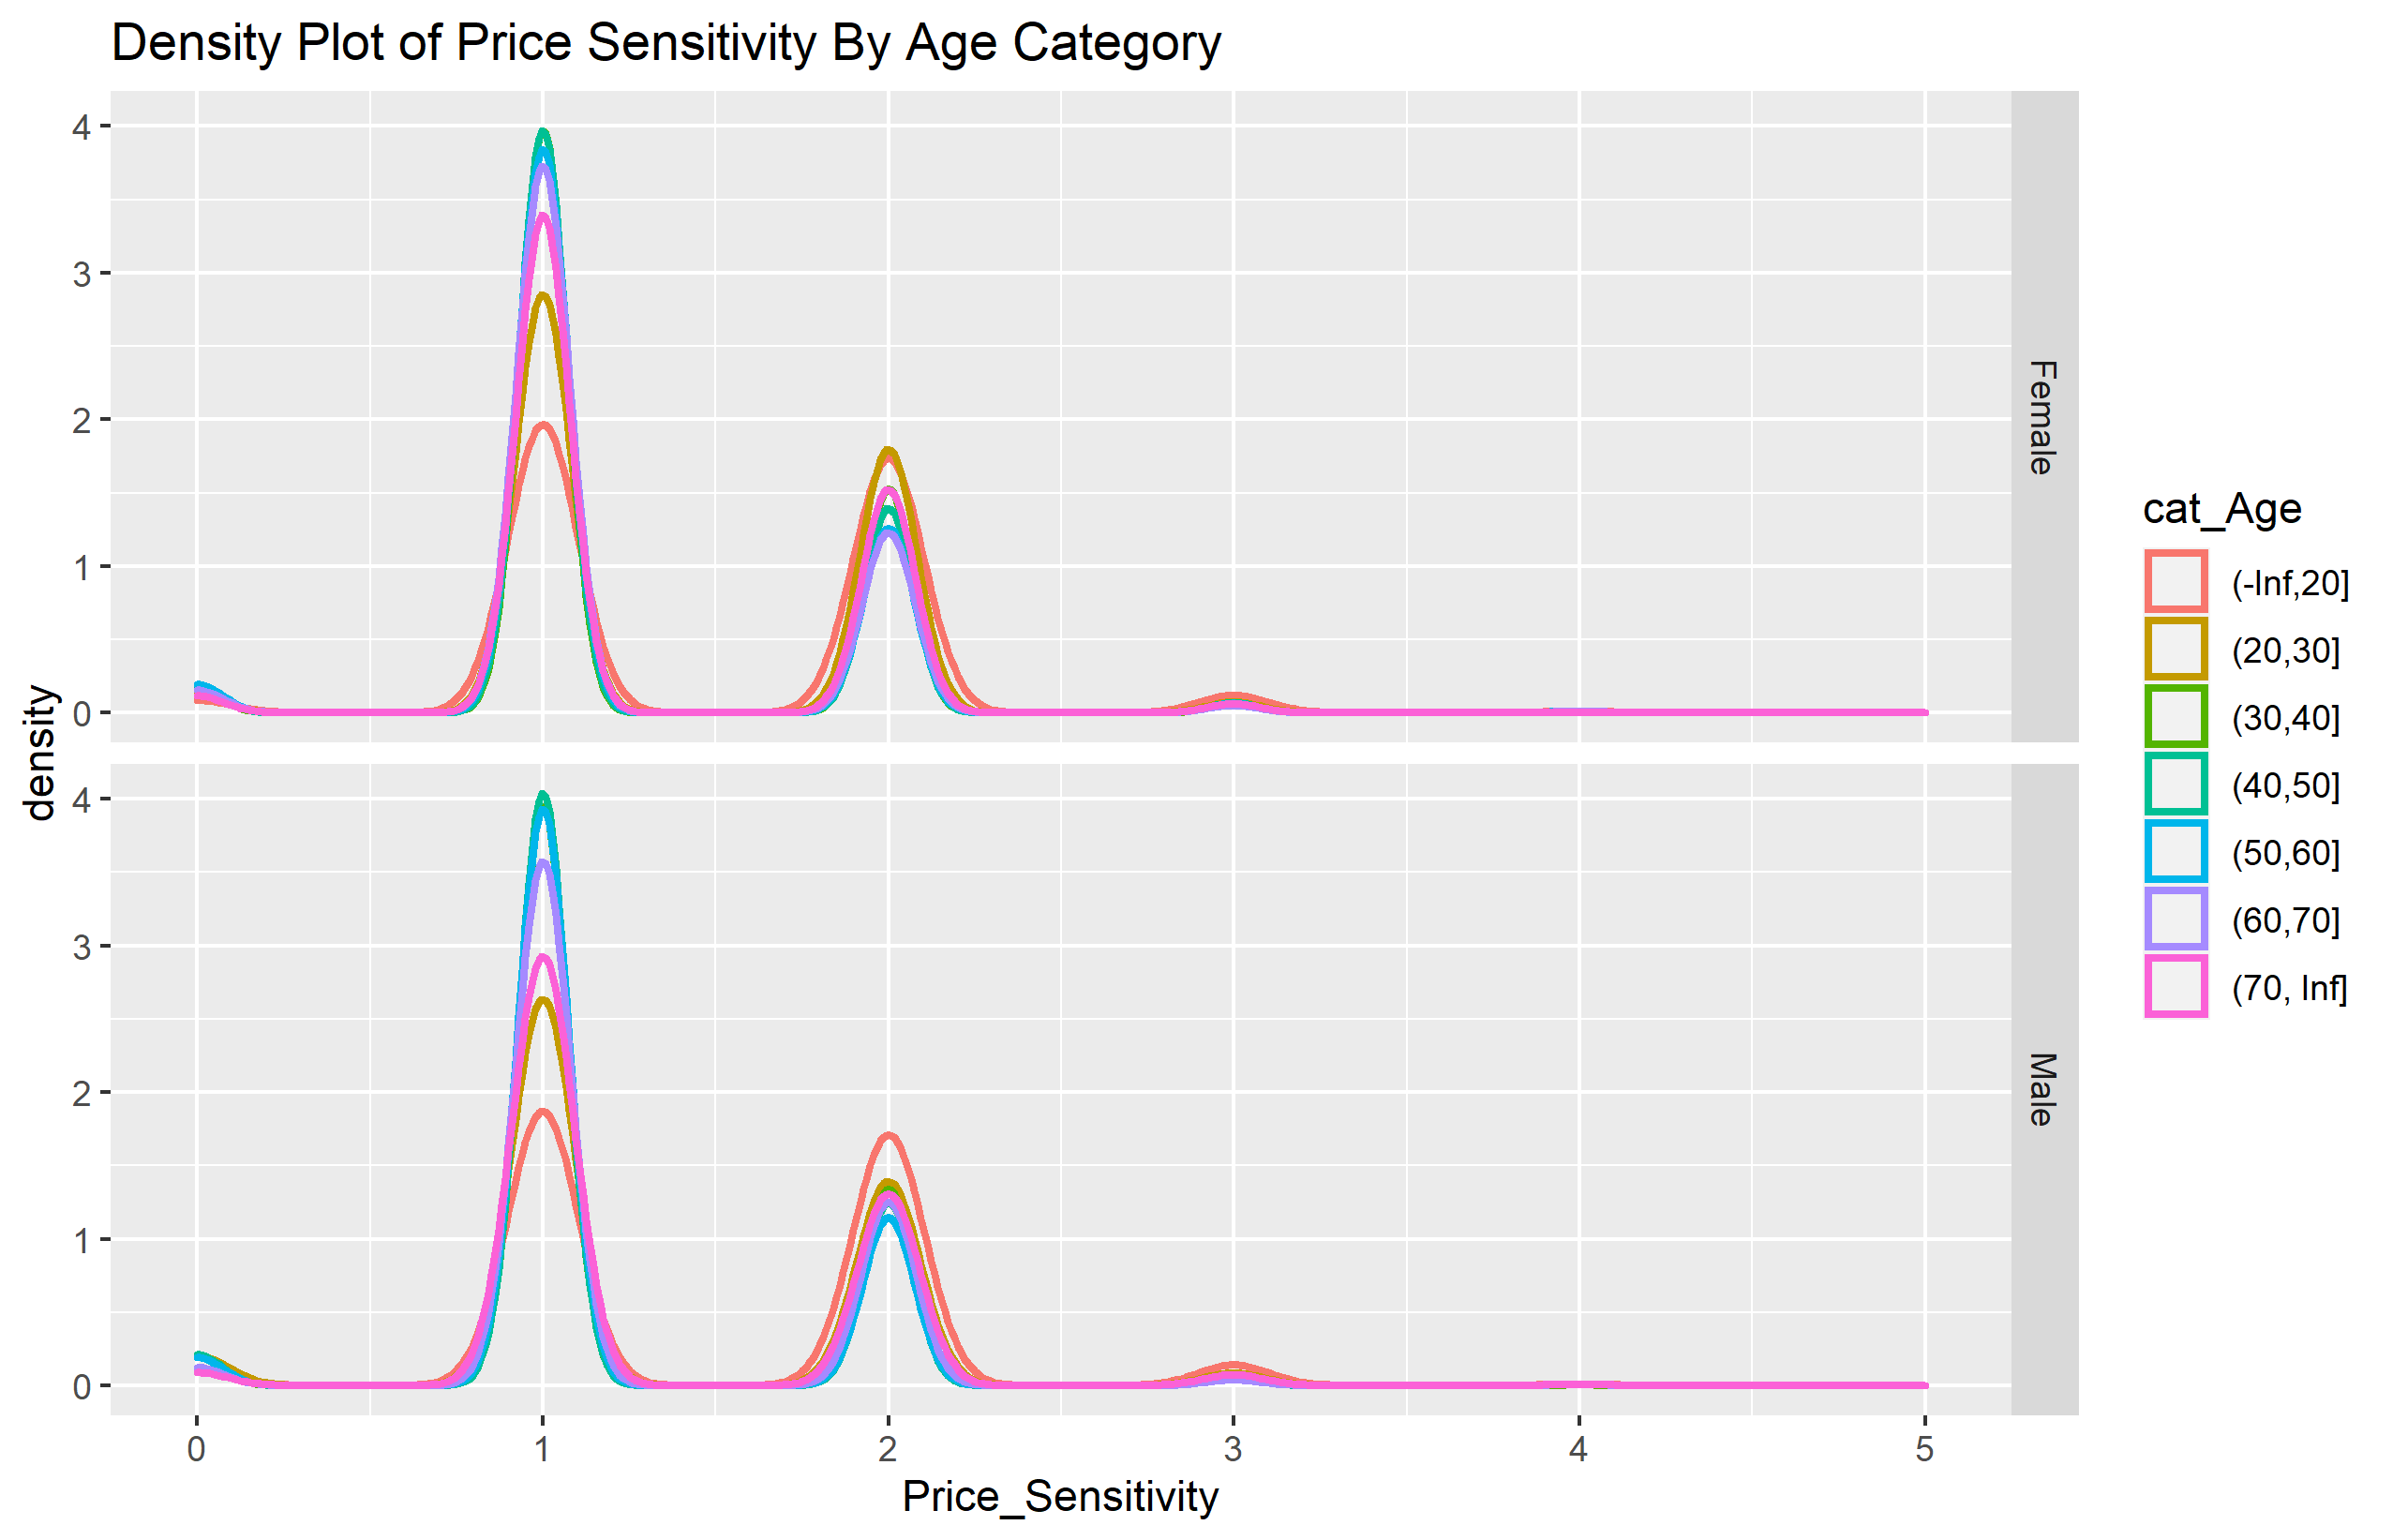 Density Plot of Price Sensitivity By Age Category
density
4
3
2
1
0
Female
4
3
2
1
0
Male
0 1 2 3 4 5
Price_Sensitivity
cat_Age
(-Inf,20]
(20,30]
(30,40]
(40,50]
(50,60]
(60,70]
(70, Inf]